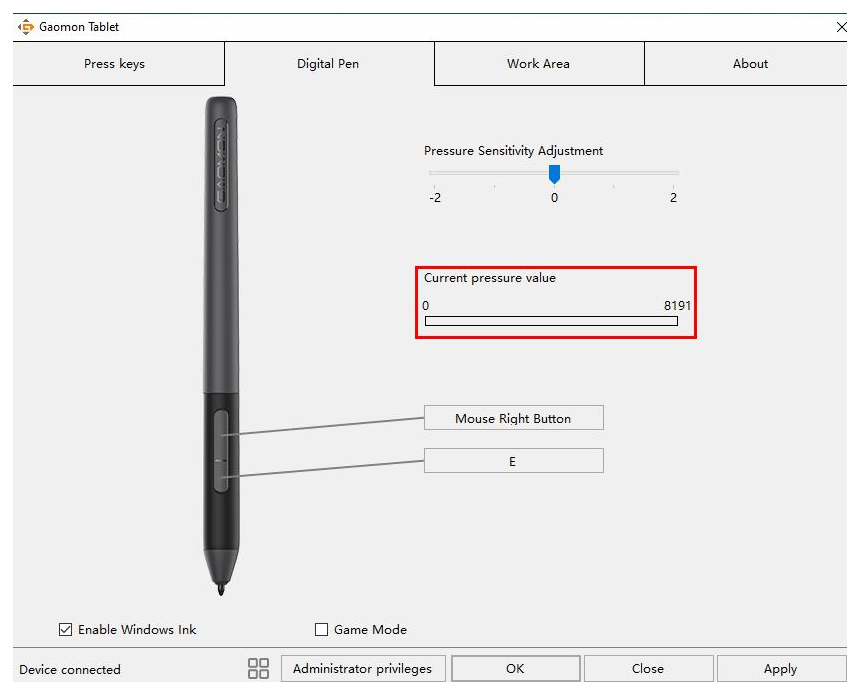 Gaomon Tablet
Press keys
Digital Pen
Work Area
About
GAOMON
Pressure Sensitivity Adjustment
-2 0 2
Current pressure value
0 8191
Mouse Right Button
E
Enable Windows Ink
Game Mode
Device connected
Administrator privileges
OK
Close
Apply